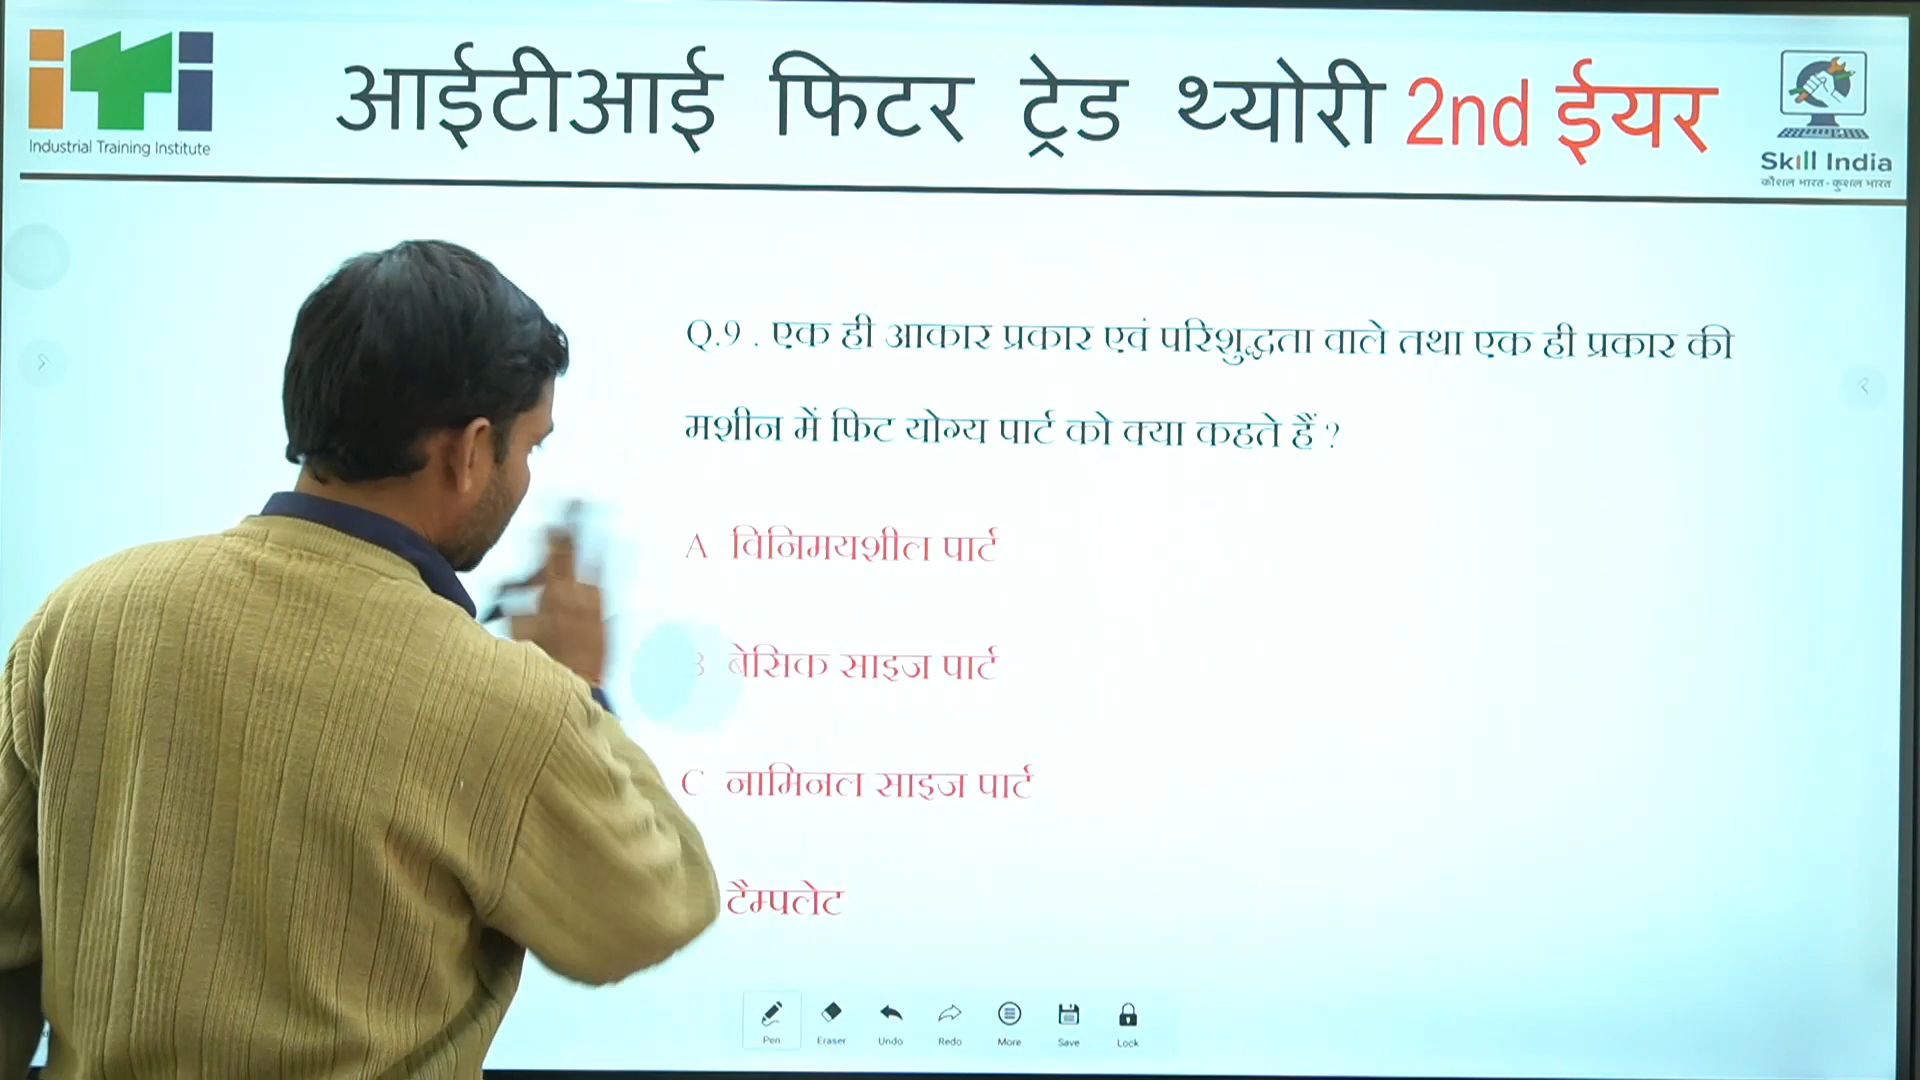 Industrial Training Institute
आईटीआई फिटर ट्रेड थ्योरी 2nd ईयर
Skill India
कौशल भारत - कुशल भारत
Q.9 . एक ही आकार प्रकार एवं परिशुद्धता वाले तथा एक ही प्रकार की
मशीन में फिट योग्य पार्ट को क्या कहते हैं ?
A विनिमयशील पार्ट
B बेसिक साइज पार्ट
C नामिनल साइज पार्ट
टैम्पलेट
Pen Eraser Undo Redo More Save Lock